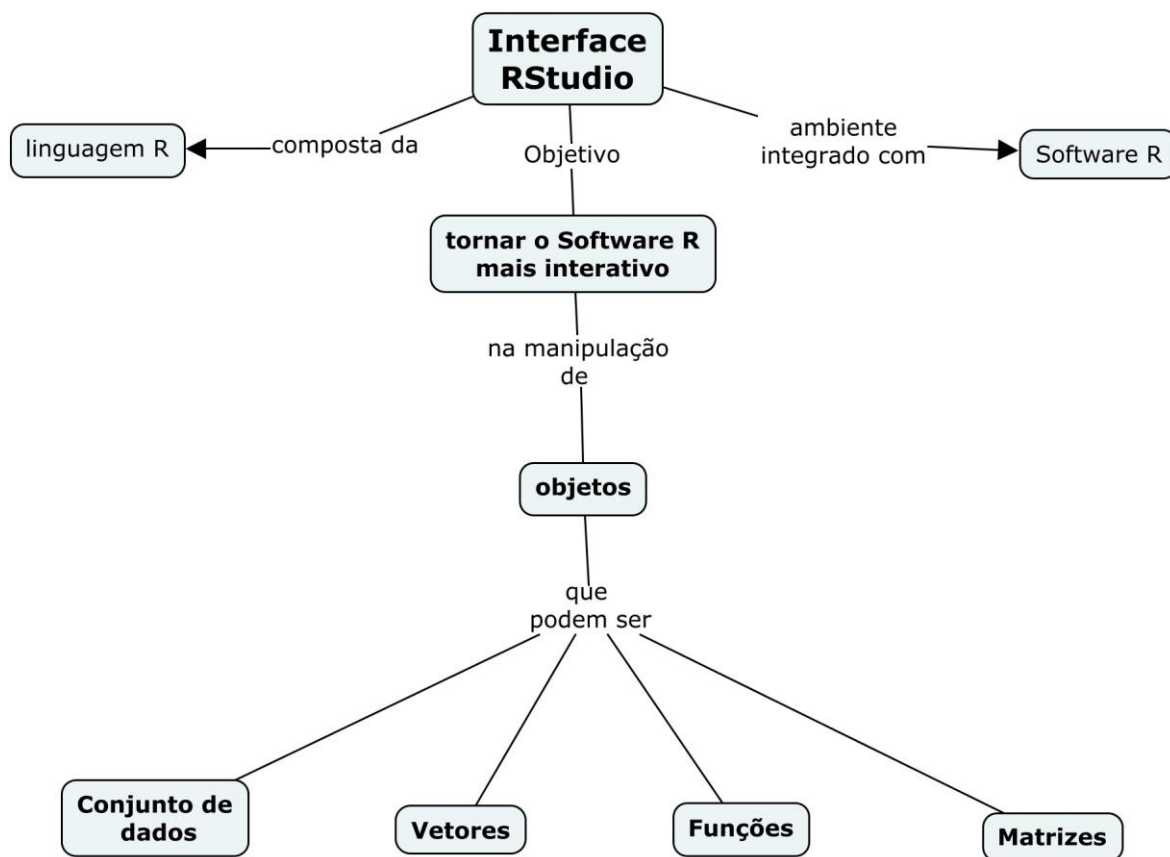 Interface
RStudio
linguagem R
composta da
Objetivo
ambiente
integrado com
Software R
tornar o Software R
mais interativo
na manipulação
de
objetos
que
podem ser
Conjunto de
dados
Vetores
Funções
Matrizes